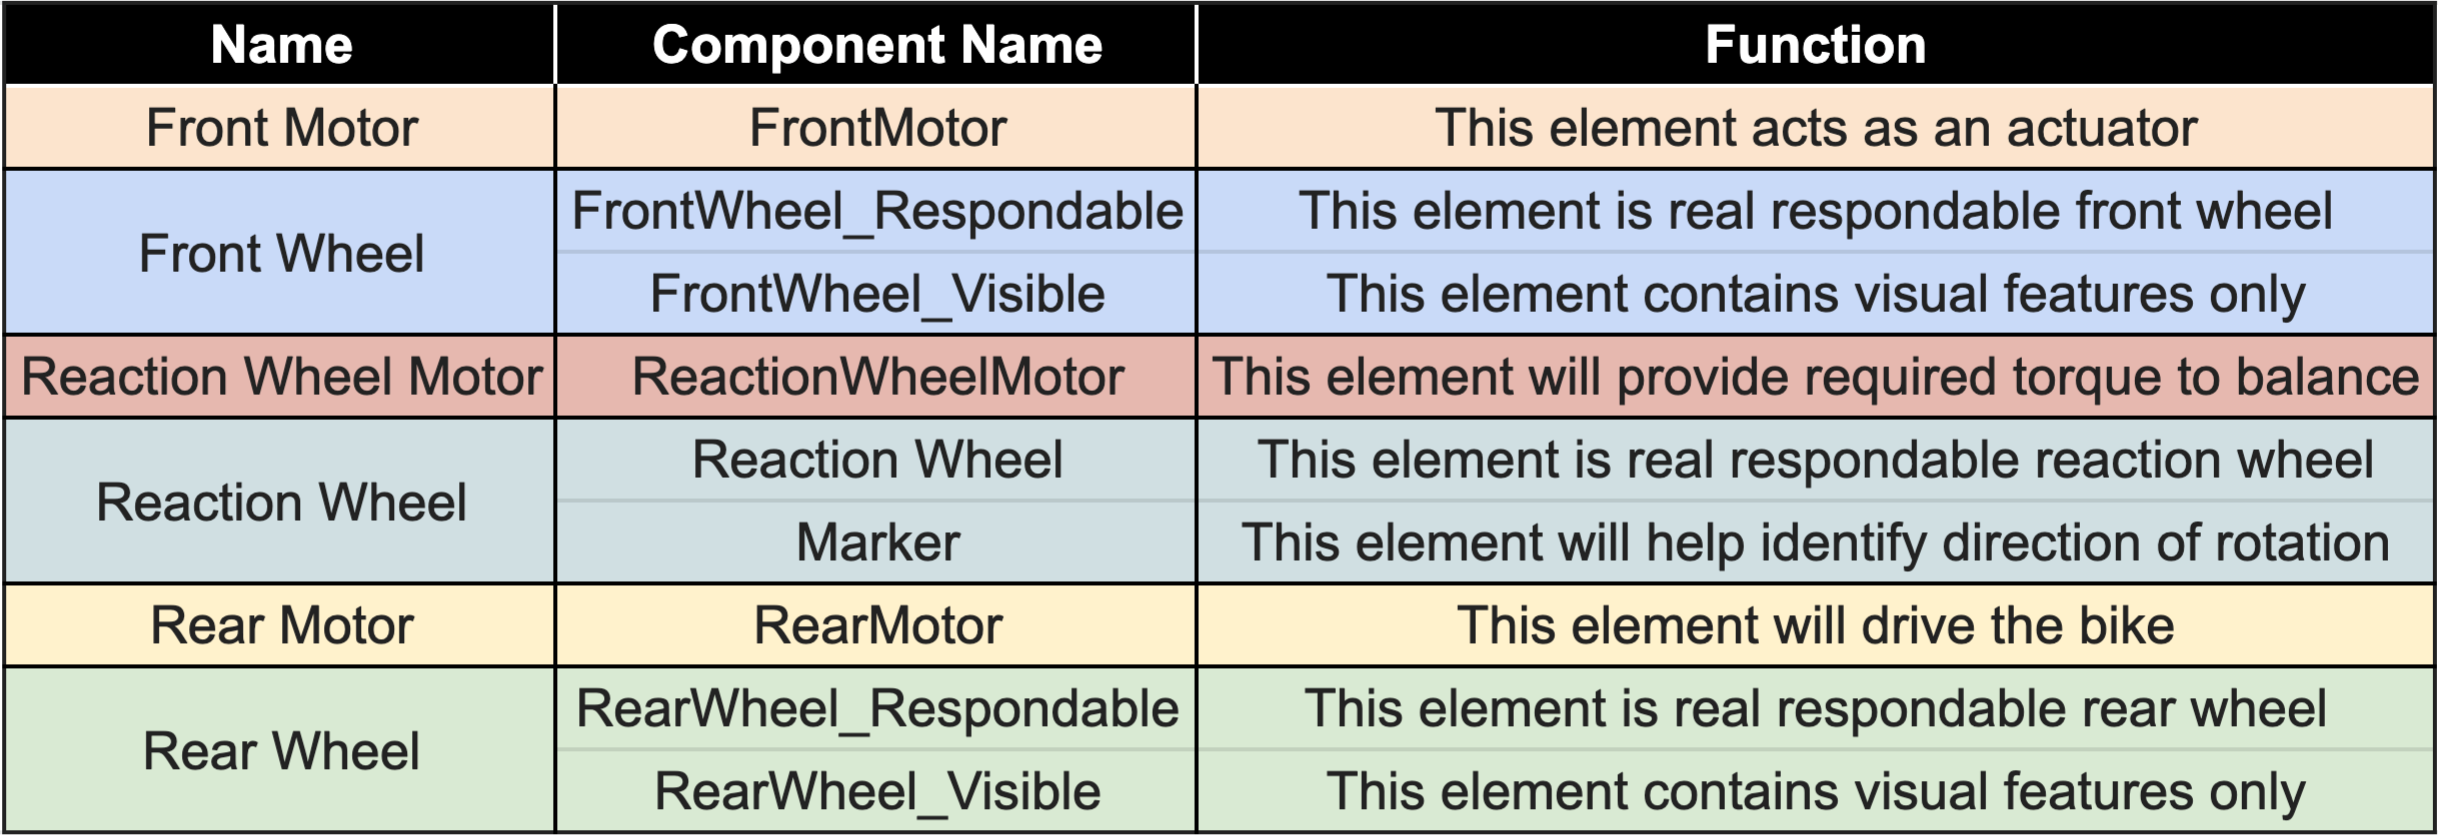 Name Component Name Function
Front Motor FrontMotor This element acts as an actuator
Front Wheel FrontWheel_Respondable This element is real respondable front wheel
FrontWheel_Visible This element contains visual features only
Reaction Wheel Motor ReactionWheelMotor This element will provide required torque to balance
Reaction Wheel Reaction Wheel This element is real respondable reaction wheel
Marker This element will help identify direction of rotation
Rear Motor RearMotor This element will drive the bike
Rear Wheel RearWheel_Respondable This element is real respondable rear wheel
RearWheel_Visible This element contains visual features only